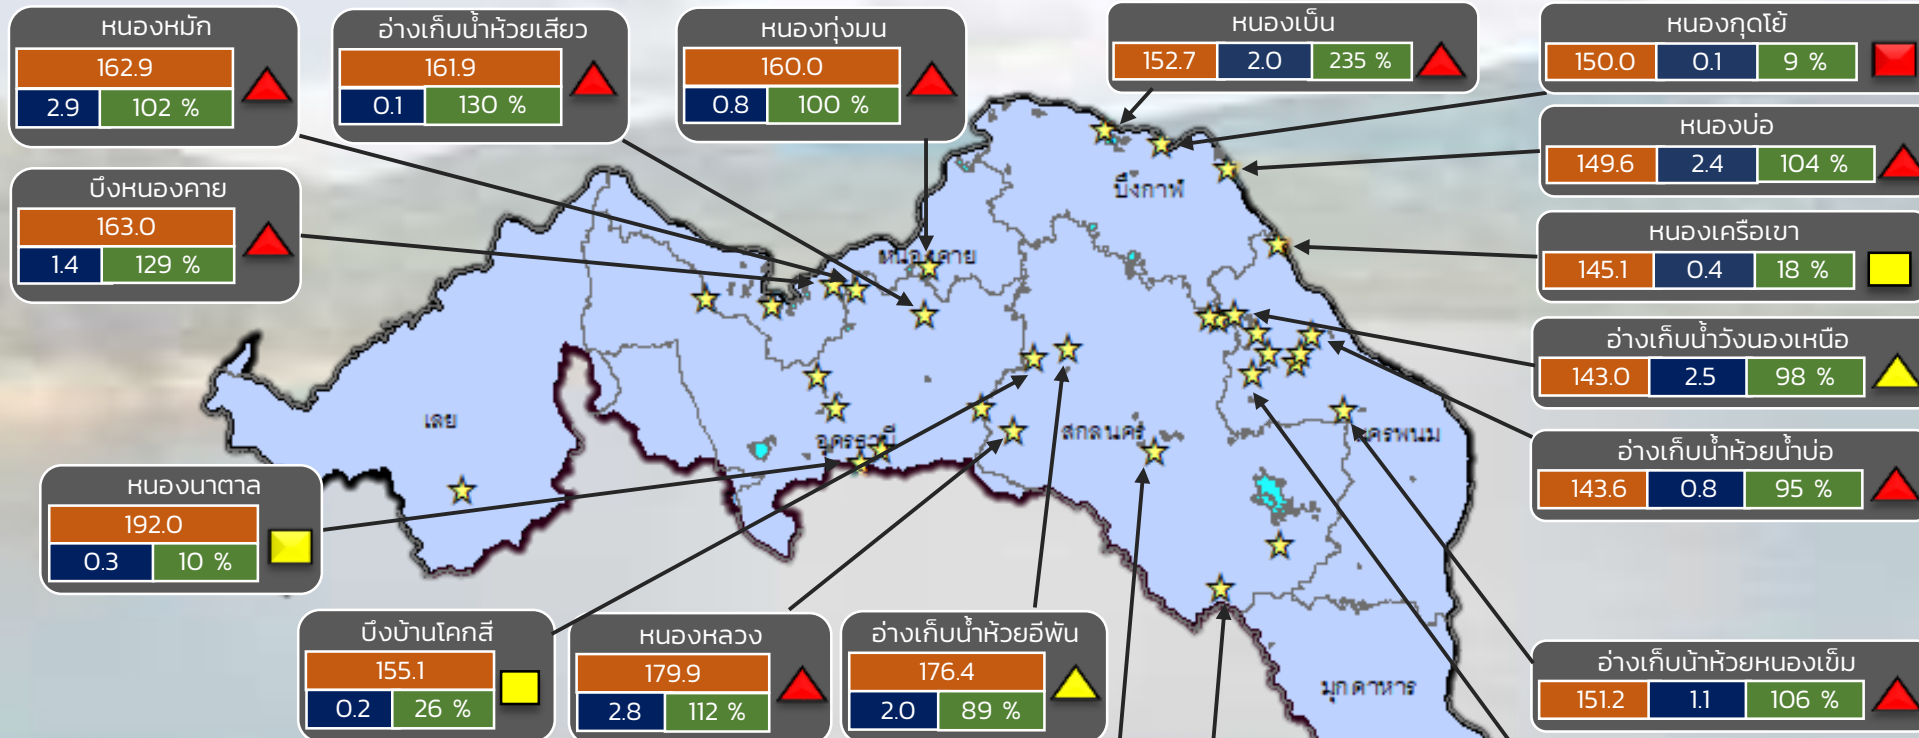 หนองหมัก
162.9
2.9 102 %
อ่างเก็บน้ำห้วยเสียว
161.9
0.1 130 %
หนองทุ่งมน
160.0
0.8 100 %
หนองเบ็น
152.7 2.0 235 %
หนองกุดโย้
150.0 0.1 9 %
หนองบ่อ
149.6 2.4 104 %
บึงหนองคาย
163.0
1.4 129 %
หนองเครือเขา
145.1 0.4 18 %
อ่างเก็บน้ำวังนองเหนือ
143.0 2.5 98 %
อ่างเก็บน้ำห้วยน้ำบ่อ
143.6 0.8 95 %
บึงกาฬ
หนองคาย
เลย
อุดรธานี
สกลนคร
นครพนม
มุกดาหาร
หนองนาตาล
192.0
0.3 10 %
บึงบ้านโคกสี
155.1
0.2 26 %
หนองหลวง
179.9
2.8 112 %
อ่างเก็บน้ำห้วยอีพัน
176.4
2.0 89 %
อ่างเก็บน้ำห้วยหนองเข็ม
151.2 1.1 106 %